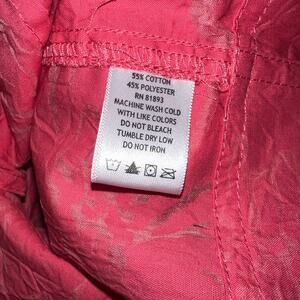 55% COTTON
45% POLYESTER
RN 81893
MACHINE WASH COLD
WITH LIKE COLORS
DO NOT BLEACH
TUMBLE DRY LOW
DO NOT IRON